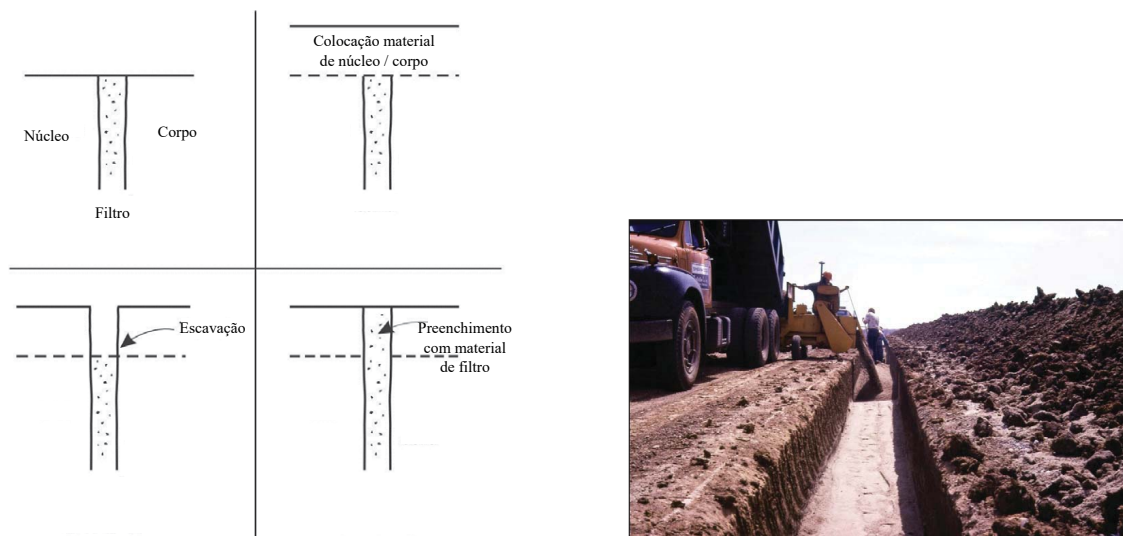 Núcleo
Corpo
Filtro
Colocação material
de núcleo / corpo
Escavação
Preenchimento
com material
de filtro